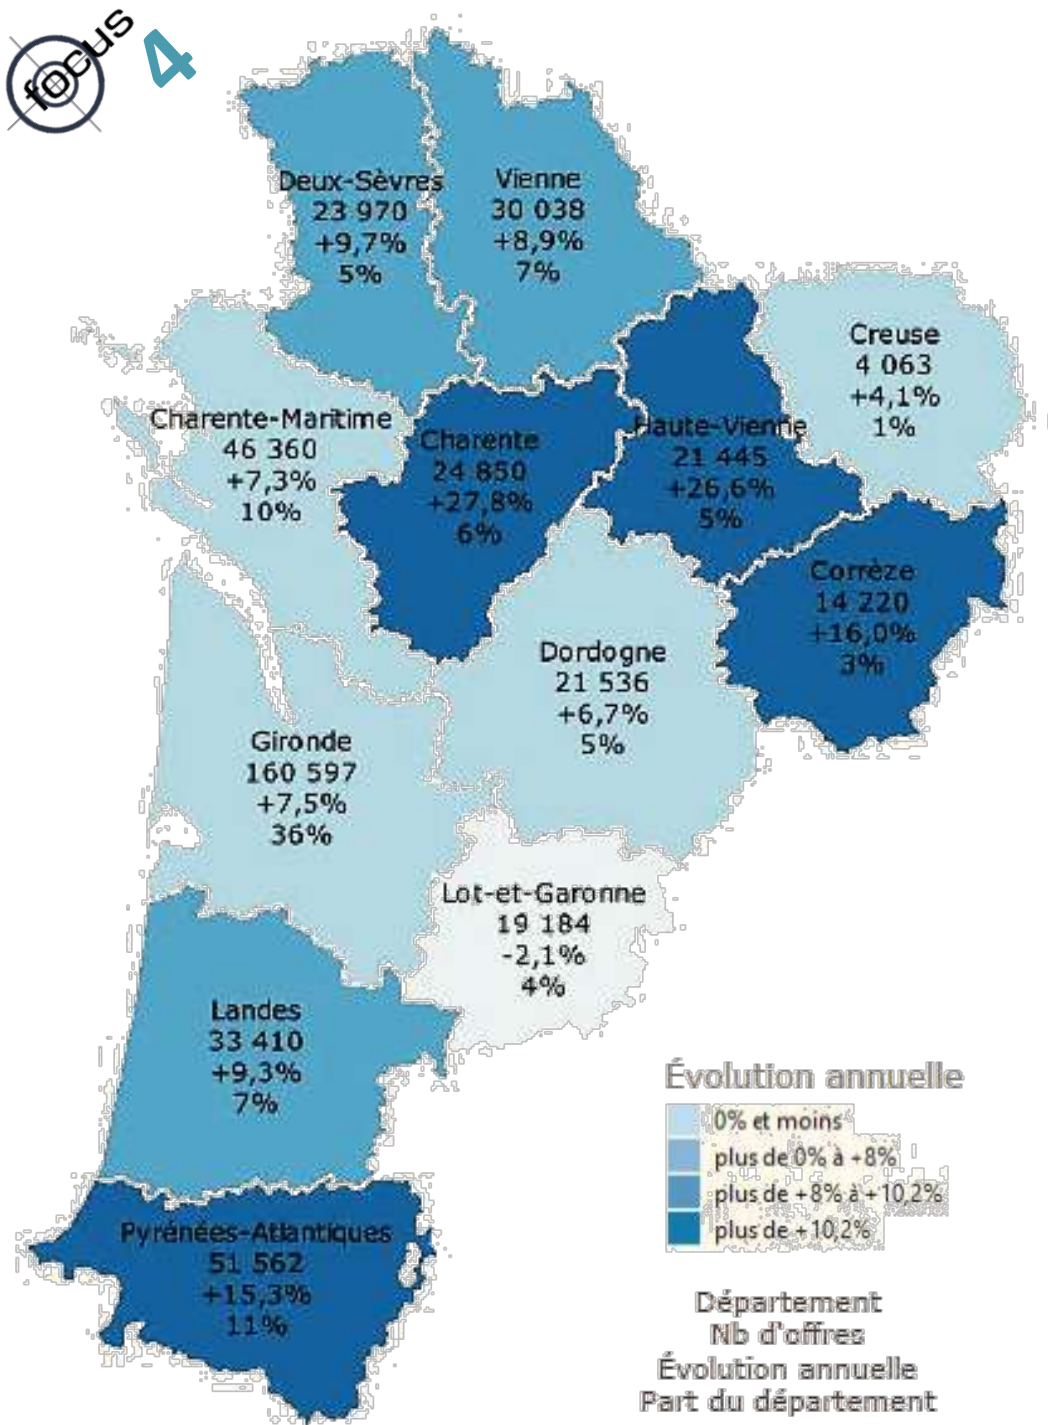 focus 4
Deux-Sèvres
23 970
+9,7%
5%
Vienne
30 038
+8,9%
7%
Creuse
4 063
+4,1%
1%
Charente-Maritime
46 360
+7,3%
10%
Charente
24 850
+27,8%
6%
Haute-Vienne
21 445
+26,6%
5%
Corrèze
14 220
+16,0%
3%
Dordogne
21 536
+6,7%
5%
Gironde
160 597
+7,5%
36%
Lot-et-Garonne
19 184
-2,1%
4%
Landes
33 410
+9,3%
7%
Pyrénées-Atlantiques
51 562
+15,3%
11%
Évolution annuelle
0% et moins
plus de 0% à +8%
plus de +8% à +10,2%
plus de +10,2%
Département
Nb d'offres
Évolution annuelle
Part du département